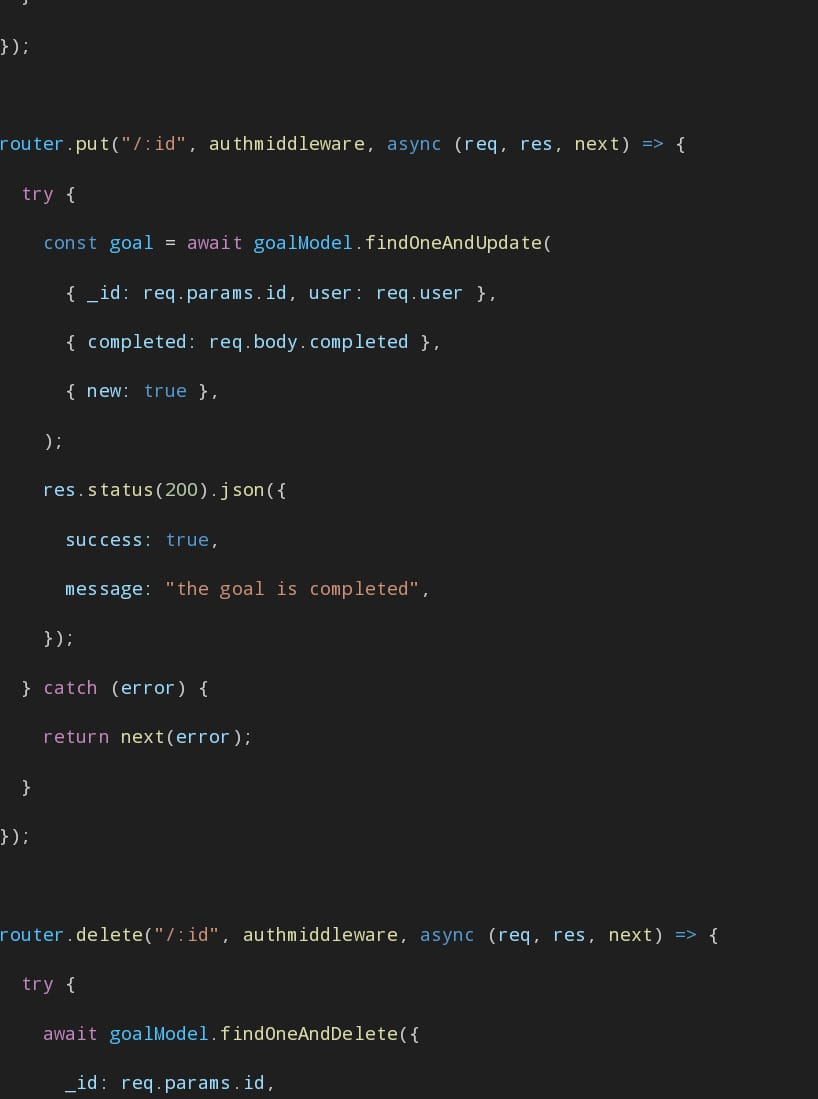 }
});
router.put("/:id", authmiddleware, async (req, res, next) => {
try {
const goal = await goalModel.findOneAndUpdate(
{ _id: req.params.id, user: req.user },
{ completed: req.body.completed },
{ new: true },
);
res.status(200).json({
success: true,
message: "the goal is completed",
});
} catch (error) {
return next(error);
}
});
router.delete("/:id", authmiddleware, async (req, res, next) => {
try {
await goalModel.findOneAndDelete({
_id: req.params.id,